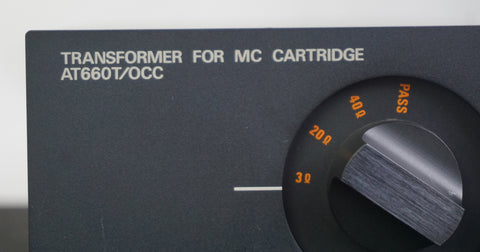 TRANSFORMER FOR MC CARTRIDGE
AT660T/OCC
PASS
40Ω
20Ω
3Ω